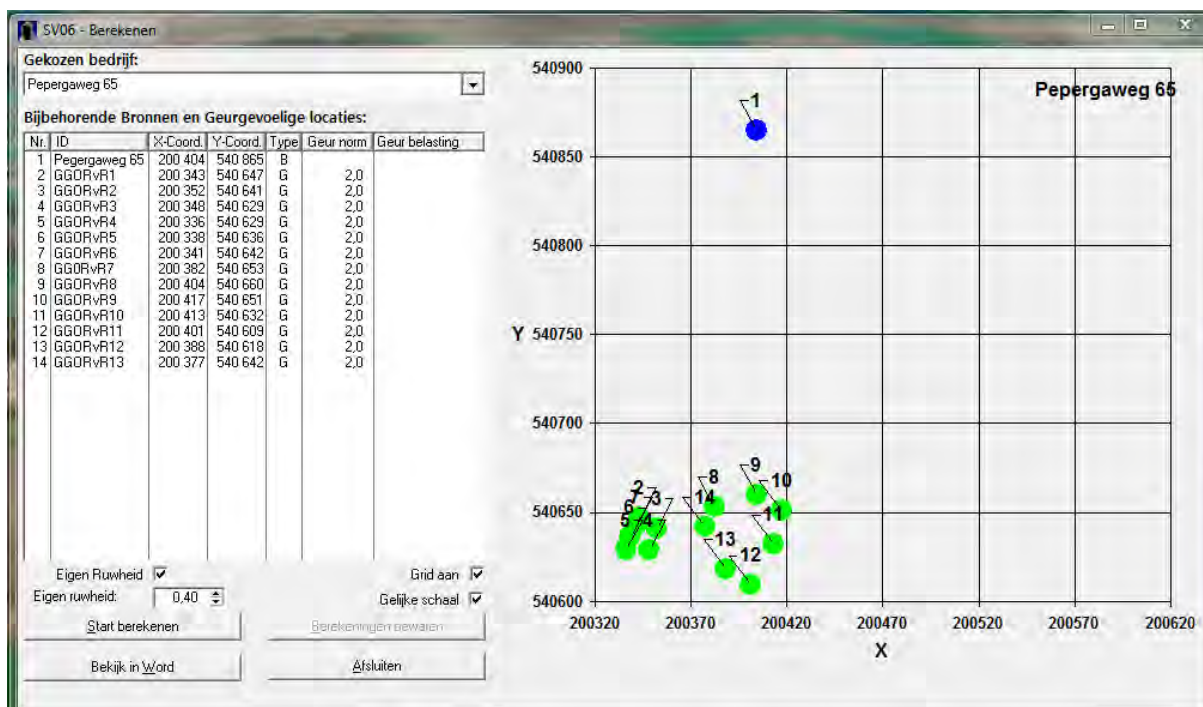 SV06 - Berekenen
Gekozen bedrijf:
Pepergaweg 65
Bijbehorende Bronnen en Geurgevoelige locaties:
Nr. ID X-Coord. Y-Coord. Type Geur norm Geur belasting
1 Pegergaweg 65 200 404 540 865 B
2 GGORvR1 200 343 540 647 G 2,0
3 GGORvR2 200 352 540 641 G 2,0
4 GGORvR3 200 348 540 629 G 2,0
5 GGORvR4 200 336 540 629 G 2,0
6 GGORvR5 200 338 540 636 G 2,0
7 GGORvR6 200 341 540 642 G 2,0
8 GG0RvR7 200 382 540 653 G 2,0
9 GGORvR8 200 404 540 660 G 2,0
10 GGORvR9 200 417 540 651 G 2,0
11 GGORvR10 200 413 540 632 G 2,0
12 GGORvR11 200 401 540 609 G 2,0
13 GGORvR12 200 388 540 618 G 2,0
14 GGORvR13 200 377 540 642 G 2,0
Eigen Ruwheid
Grid aan
Eigen ruwheid: 0,40
Gelijke schaal
Start berekenen
Berekeningen bewaren
Bekijk in Word
Afsluiten
Pepergaweg 65
540900
540850
540800
Y 540750
540700
540650
540600
1
9
8
10
2
7
3
14
6
11
5
4
13
12
200320 200370 200420 200470 200520 200570 200620
X